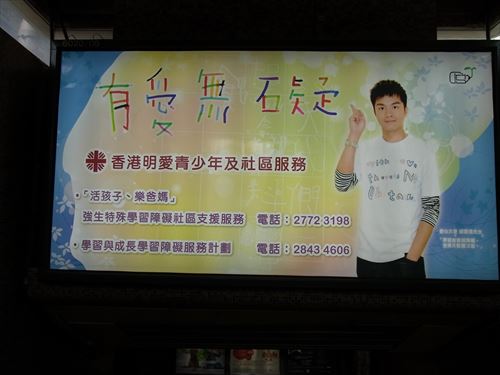 有愛無礙
香港明愛青少年及社區服務
•「活孩子、樂爸媽」
強生特殊學習障礙社區支援服務 電話：2772 3198
•學習與成長學習障礙服務計劃 電話：2843 4606